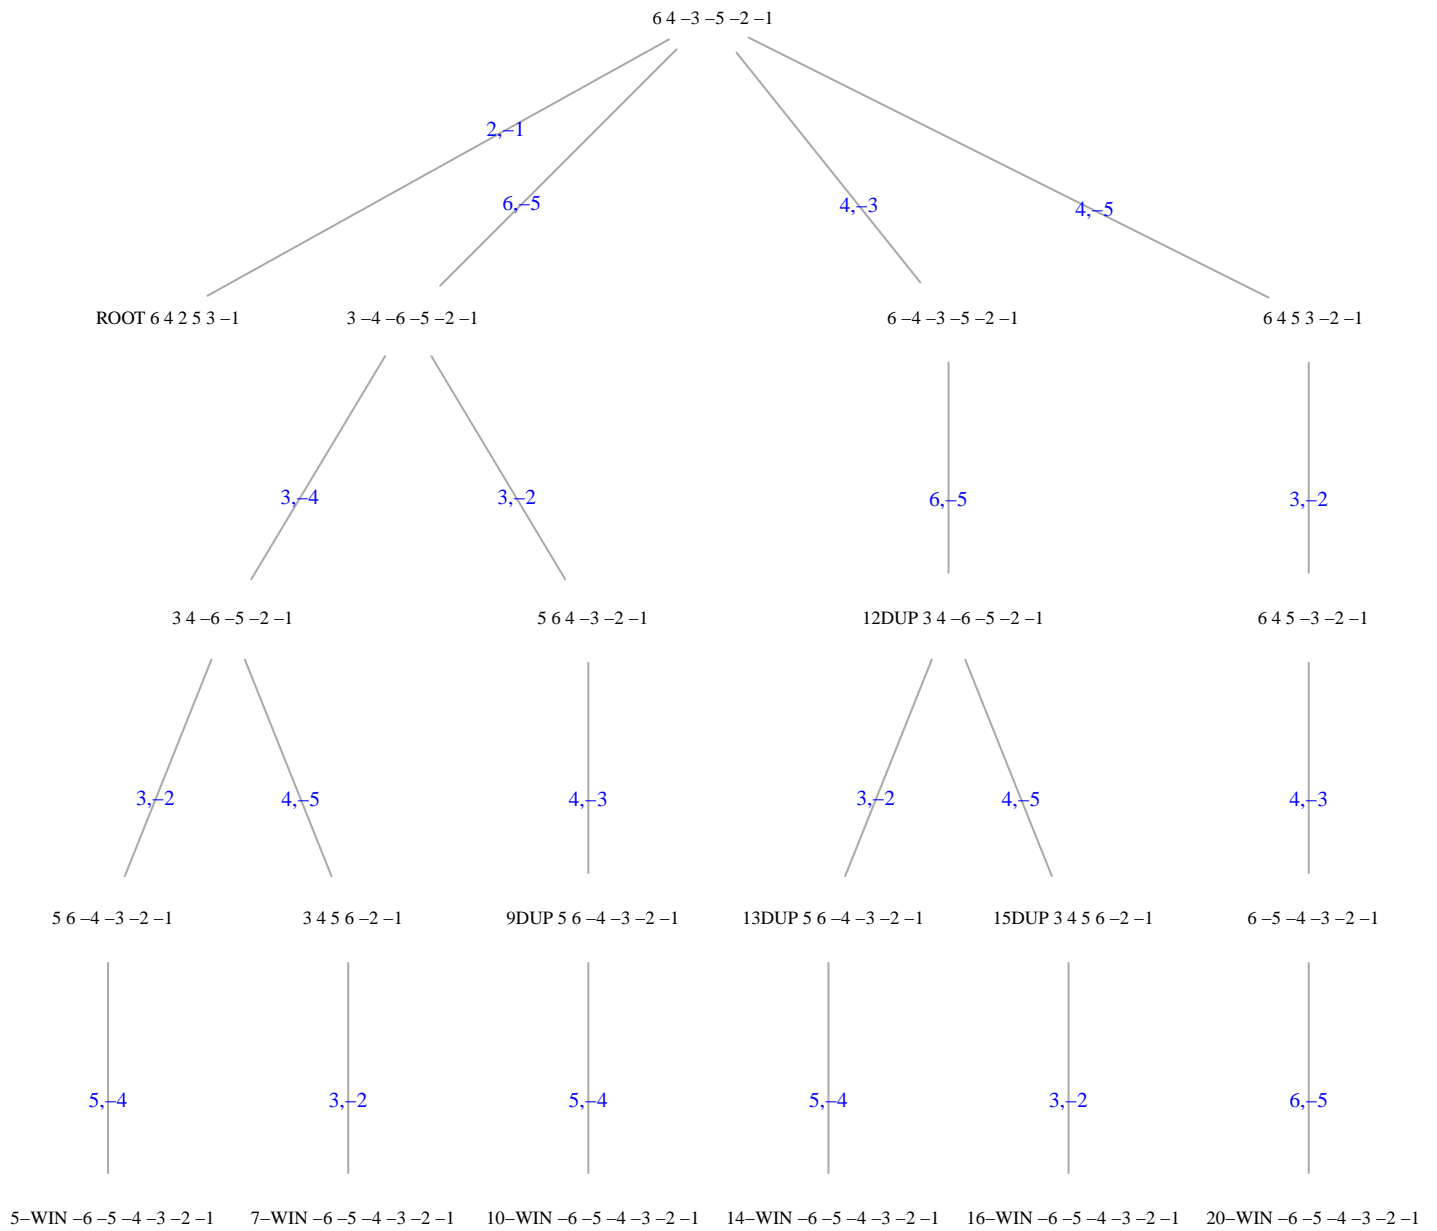 6 4 –3 –5 –2 –1
2,–1
6,–5
4,–3
4,–5
ROOT 6 4 2 5 3 –1
3 –4 –6 –5 –2 –1
6 –4 –3 –5 –2 –1
6 4 5 3 –2 –1
3,–4
3,–2
6,–5
3,–2
3 4 –6 –5 –2 –1
5 6 4 –3 –2 –1
12DUP 3 4 –6 –5 –2 –1
6 4 5 –3 –2 –1
3,–2
4,–5
4,–3
3,–2
4,–5
4,–3
5 6 –4 –3 –2 –1
3 4 5 6 –2 –1
9DUP 5 6 –4 –3 –2 –1
13DUP 5 6 –4 –3 –2 –1
15DUP 3 4 5 6 –2 –1
6 –5 –4 –3 –2 –1
5,–4
3,–2
5,–4
5,–4
3,–2
6,–5
5–WIN –6 –5 –4 –3 –2 –1
7–WIN –6 –5 –4 –3 –2 –1
10–WIN –6 –5 –4 –3 –2 –1
14–WIN –6 –5 –4 –3 –2 –1
16–WIN –6 –5 –4 –3 –2 –1
20–WIN –6 –5 –4 –3 –2 –1